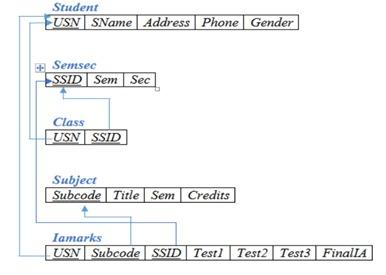 Student
USN SName Address Phone Gender
Semsec
SSID Sem Sec
Class
USN SSID
Subject
Subcode Title Sem Credits
Iamarks
USN Subcode SSID Test1 Test2 Test3 FinalIA